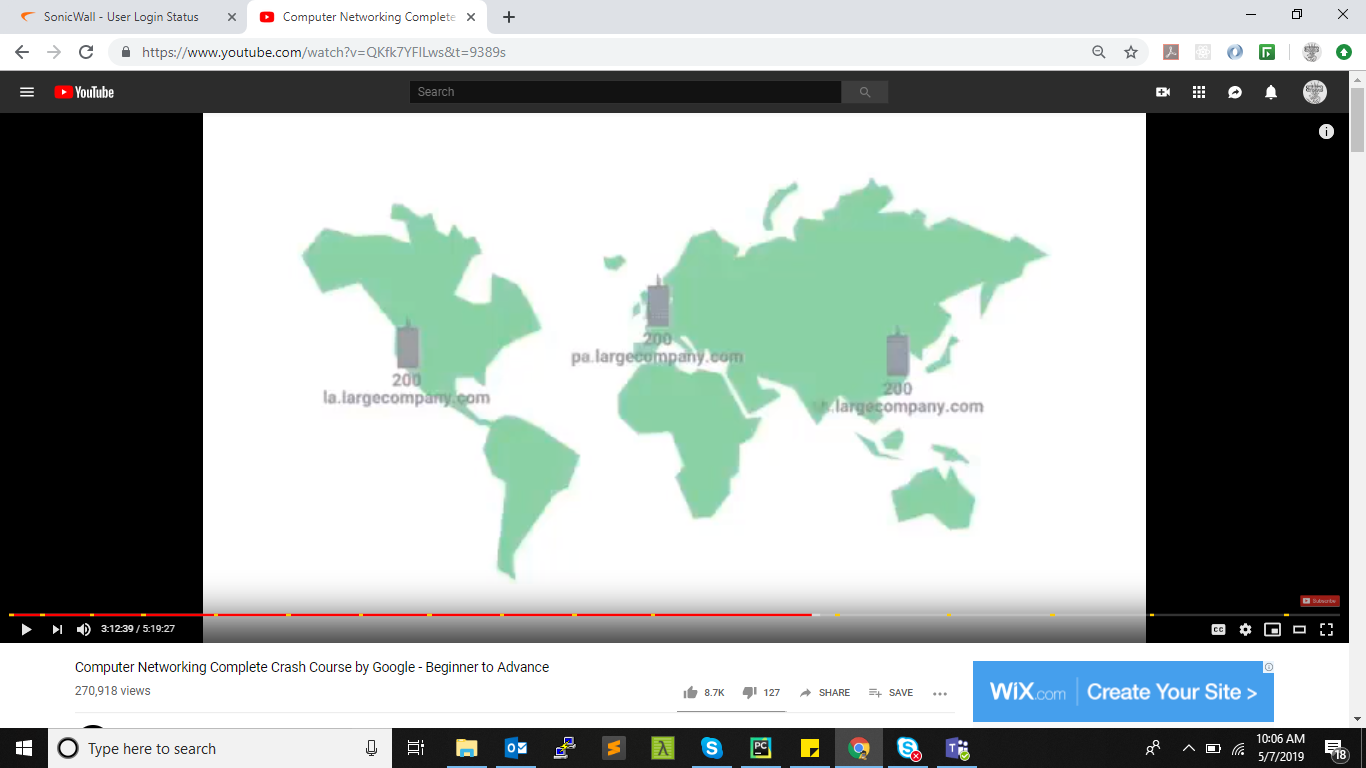 SonicWall - User Login Status
Computer Networking Complete
https://www.youtube.com/watch?v=QKfk7YFILws&t=9389s
YouTube
Search
200
pa.largecompany.com
200
la.largecompany.com
200
.largecompany.com
Subscribe
3:12:39 / 5:19:27
CC
Computer Networking Complete Crash Course by Google - Beginner to Advance
270,918 views
8.7K
127
SHARE
SAVE
WiX.com
Create Your Site >
Type here to search
PC
10:06 AM
5/7/2019
18